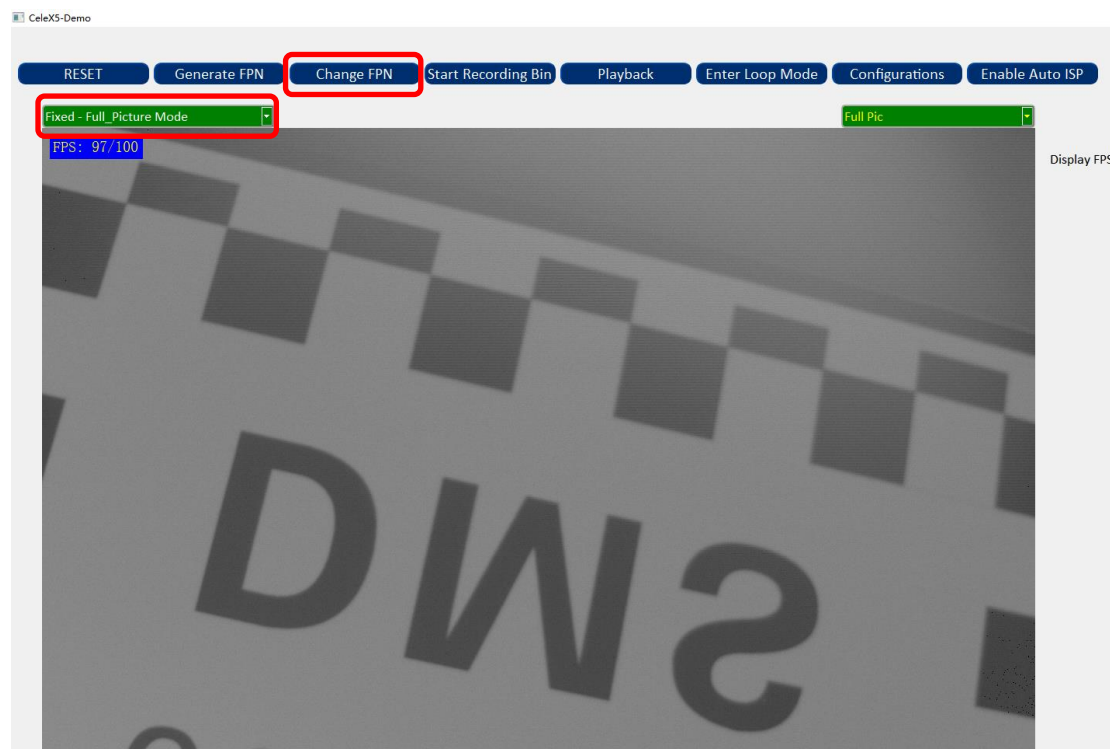 CeleX5-Demo
RESET
Generate FPN
Change FPN
Start Recording Bin
Playback
Enter Loop Mode
Configurations
Enable Auto ISP
Fixed - Full_Picture Mode
Full Pic
FPS: 97/100
Display FPS
DMS